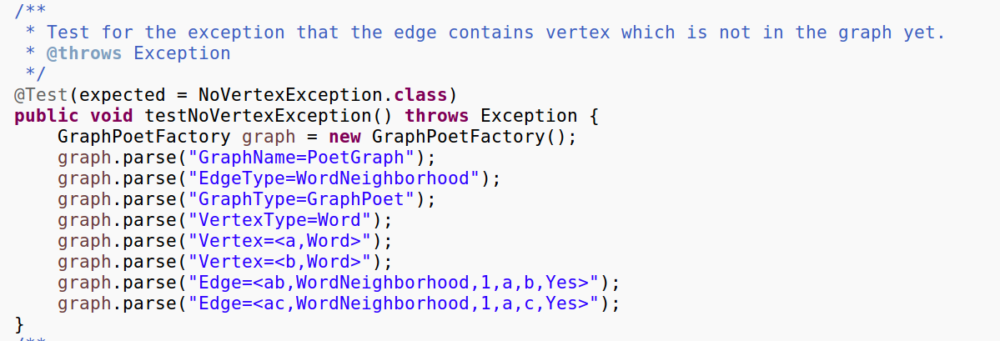 /**
 * Test for the exception that the edge contains vertex which is not in the graph yet.
 * @throws Exception
 */
@Test(expected = NoVertexException.class)
public void testNoVertexException() throws Exception {
    GraphPoetFactory graph = new GraphPoetFactory();
    graph.parse("GraphName=PoetGraph");
    graph.parse("EdgeType=WordNeighborhood");
    graph.parse("GraphType=GraphPoet");
    graph.parse("VertexType=Word");
    graph.parse("Vertex=<a,Word>");
    graph.parse("Vertex=<b,Word>");
    graph.parse("Edge=<ab,WordNeighborhood,1,a,b,Yes>");
    graph.parse("Edge=<ac,WordNeighborhood,1,a,c,Yes>");
}
/**